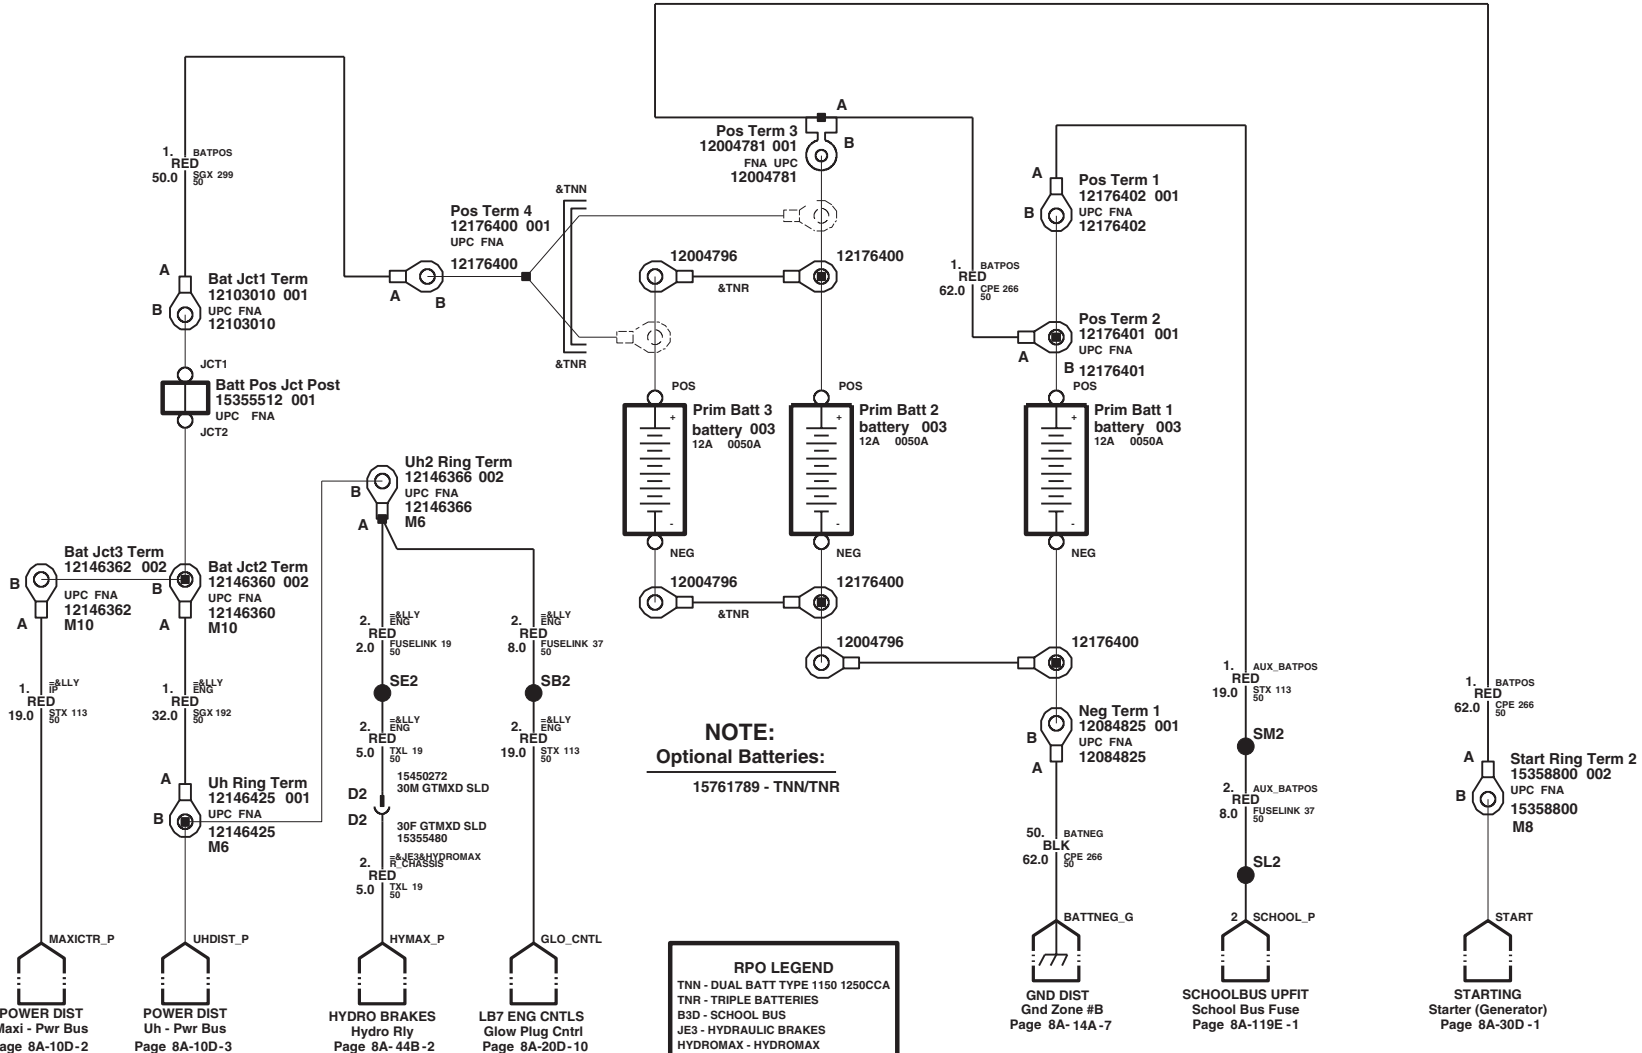 1. BATPOS
RED
50.0 SGX 299
50
A
Bat Jct1 Term
12103010 001
B UPC FNA
12103010
JCT1
Batt Pos Jct Post
15355512 001
UPC FNA
JCT2
Pos Term 4
12176400 001
UPC FNA
12176400
A
B
&TNN
&TNR
Pos Term 3
12004781 001
FNA UPC
12004781
A
B
12004796
12176400
&TNR
1. BATPOS
RED
62.0 CPE 266
50
A
B
Pos Term 1
12176402 001
UPC FNA
12176402
Pos Term 2
12176401 001
UPC FNA
A
B 12176401
POS
Prim Batt 3
battery 003
12A 0050A
+
-
NEG
POS
Prim Batt 2
battery 003
12A 0050A
+
-
NEG
POS
Prim Batt 1
battery 003
12A 0050A
+
-
NEG
12004796
12176400
&TNR
12004796
12176400
Uh2 Ring Term
12146366 002
B UPC FNA
12146366
A M6
Bat Jct3 Term
12146362 002
B UPC FNA
12146362
A M10
Bat Jct2 Term
12146360 002
B UPC FNA
12146360
A M10
1. =&LLY
IP
RED
19.0 STX 113
50
1. =&LLY
ENG
RED
32.0 SGX 192
50
A Uh Ring Term
12146425 001
B UPC FNA
12146425
M6
2. =&LLY
ENG
RED
2.0 FUSELINK 19
50
SE2
2. =&LLY
ENG
RED
5.0 TXL 19
50
15450272
30M GTMXD SLD
D2
D2
30F GTMXD SLD
15355480
2. =&JE3&HYDROMAX
R_CHASSIS
RED
5.0 TXL 19
50
2. =&LLY
ENG
RED
8.0 FUSELINK 37
50
SB2
2. =&LLY
ENG
RED
19.0 STX 113
50
NOTE:
Optional Batteries:
15761789 - TNN/TNR
Neg Term 1
12084825 001
B UPC FNA
12084825
A
50. BATNEG
BLK
62.0 CPE 266
50
1. AUX_BATPOS
RED
19.0 STX 113
50
SM2
2. AUX_BATPOS
RED
8.0 FUSELINK 37
50
SL2
1. BATPOS
RED
62.0 CPE 266
50
A Start Ring Term 2
15358800 002
B UPC FNA
15358800
M8
MAXICTR_P
POWER DIST
Maxi - Pwr Bus
age 8A-10D-2
UHDIST_P
POWER DIST
Uh - Pwr Bus
Page 8A-10D-3
HYMAX_P
HYDRO BRAKES
Hydro Rly
Page 8A-44B-2
GLO_CNTL
LB7 ENG CNTLS
Glow Plug Cntrl
Page 8A-20D-10
RPO LEGEND
TNN - DUAL BATT TYPE 1150 1250CCA
TNR - TRIPLE BATTERIES
B3D - SCHOOL BUS
JE3 - HYDRAULIC BRAKES
HYDROMAX - HYDROMAX
BATTNEG_G
GND DIST
Gnd Zone #B
Page 8A-14A-7
2 SCHOOL_P
SCHOOLBUS UPFIT
School Bus Fuse
Page 8A-119E-1
START
STARTING
Starter (Generator)
Page 8A-30D-1